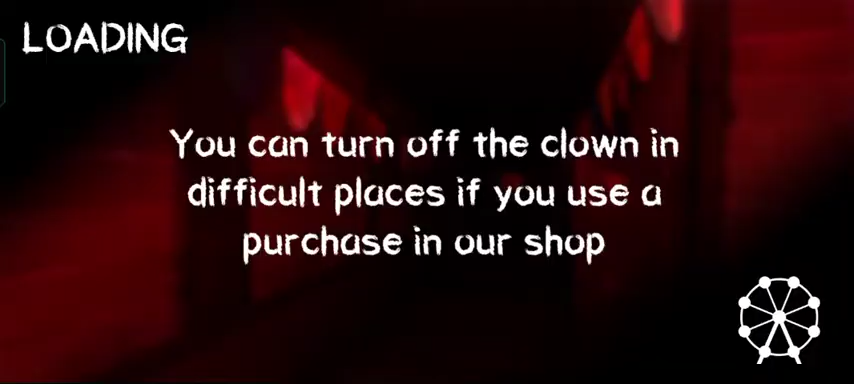 LOADING
You can turn off the clown in
difficult places if you use a
purchase in our shop